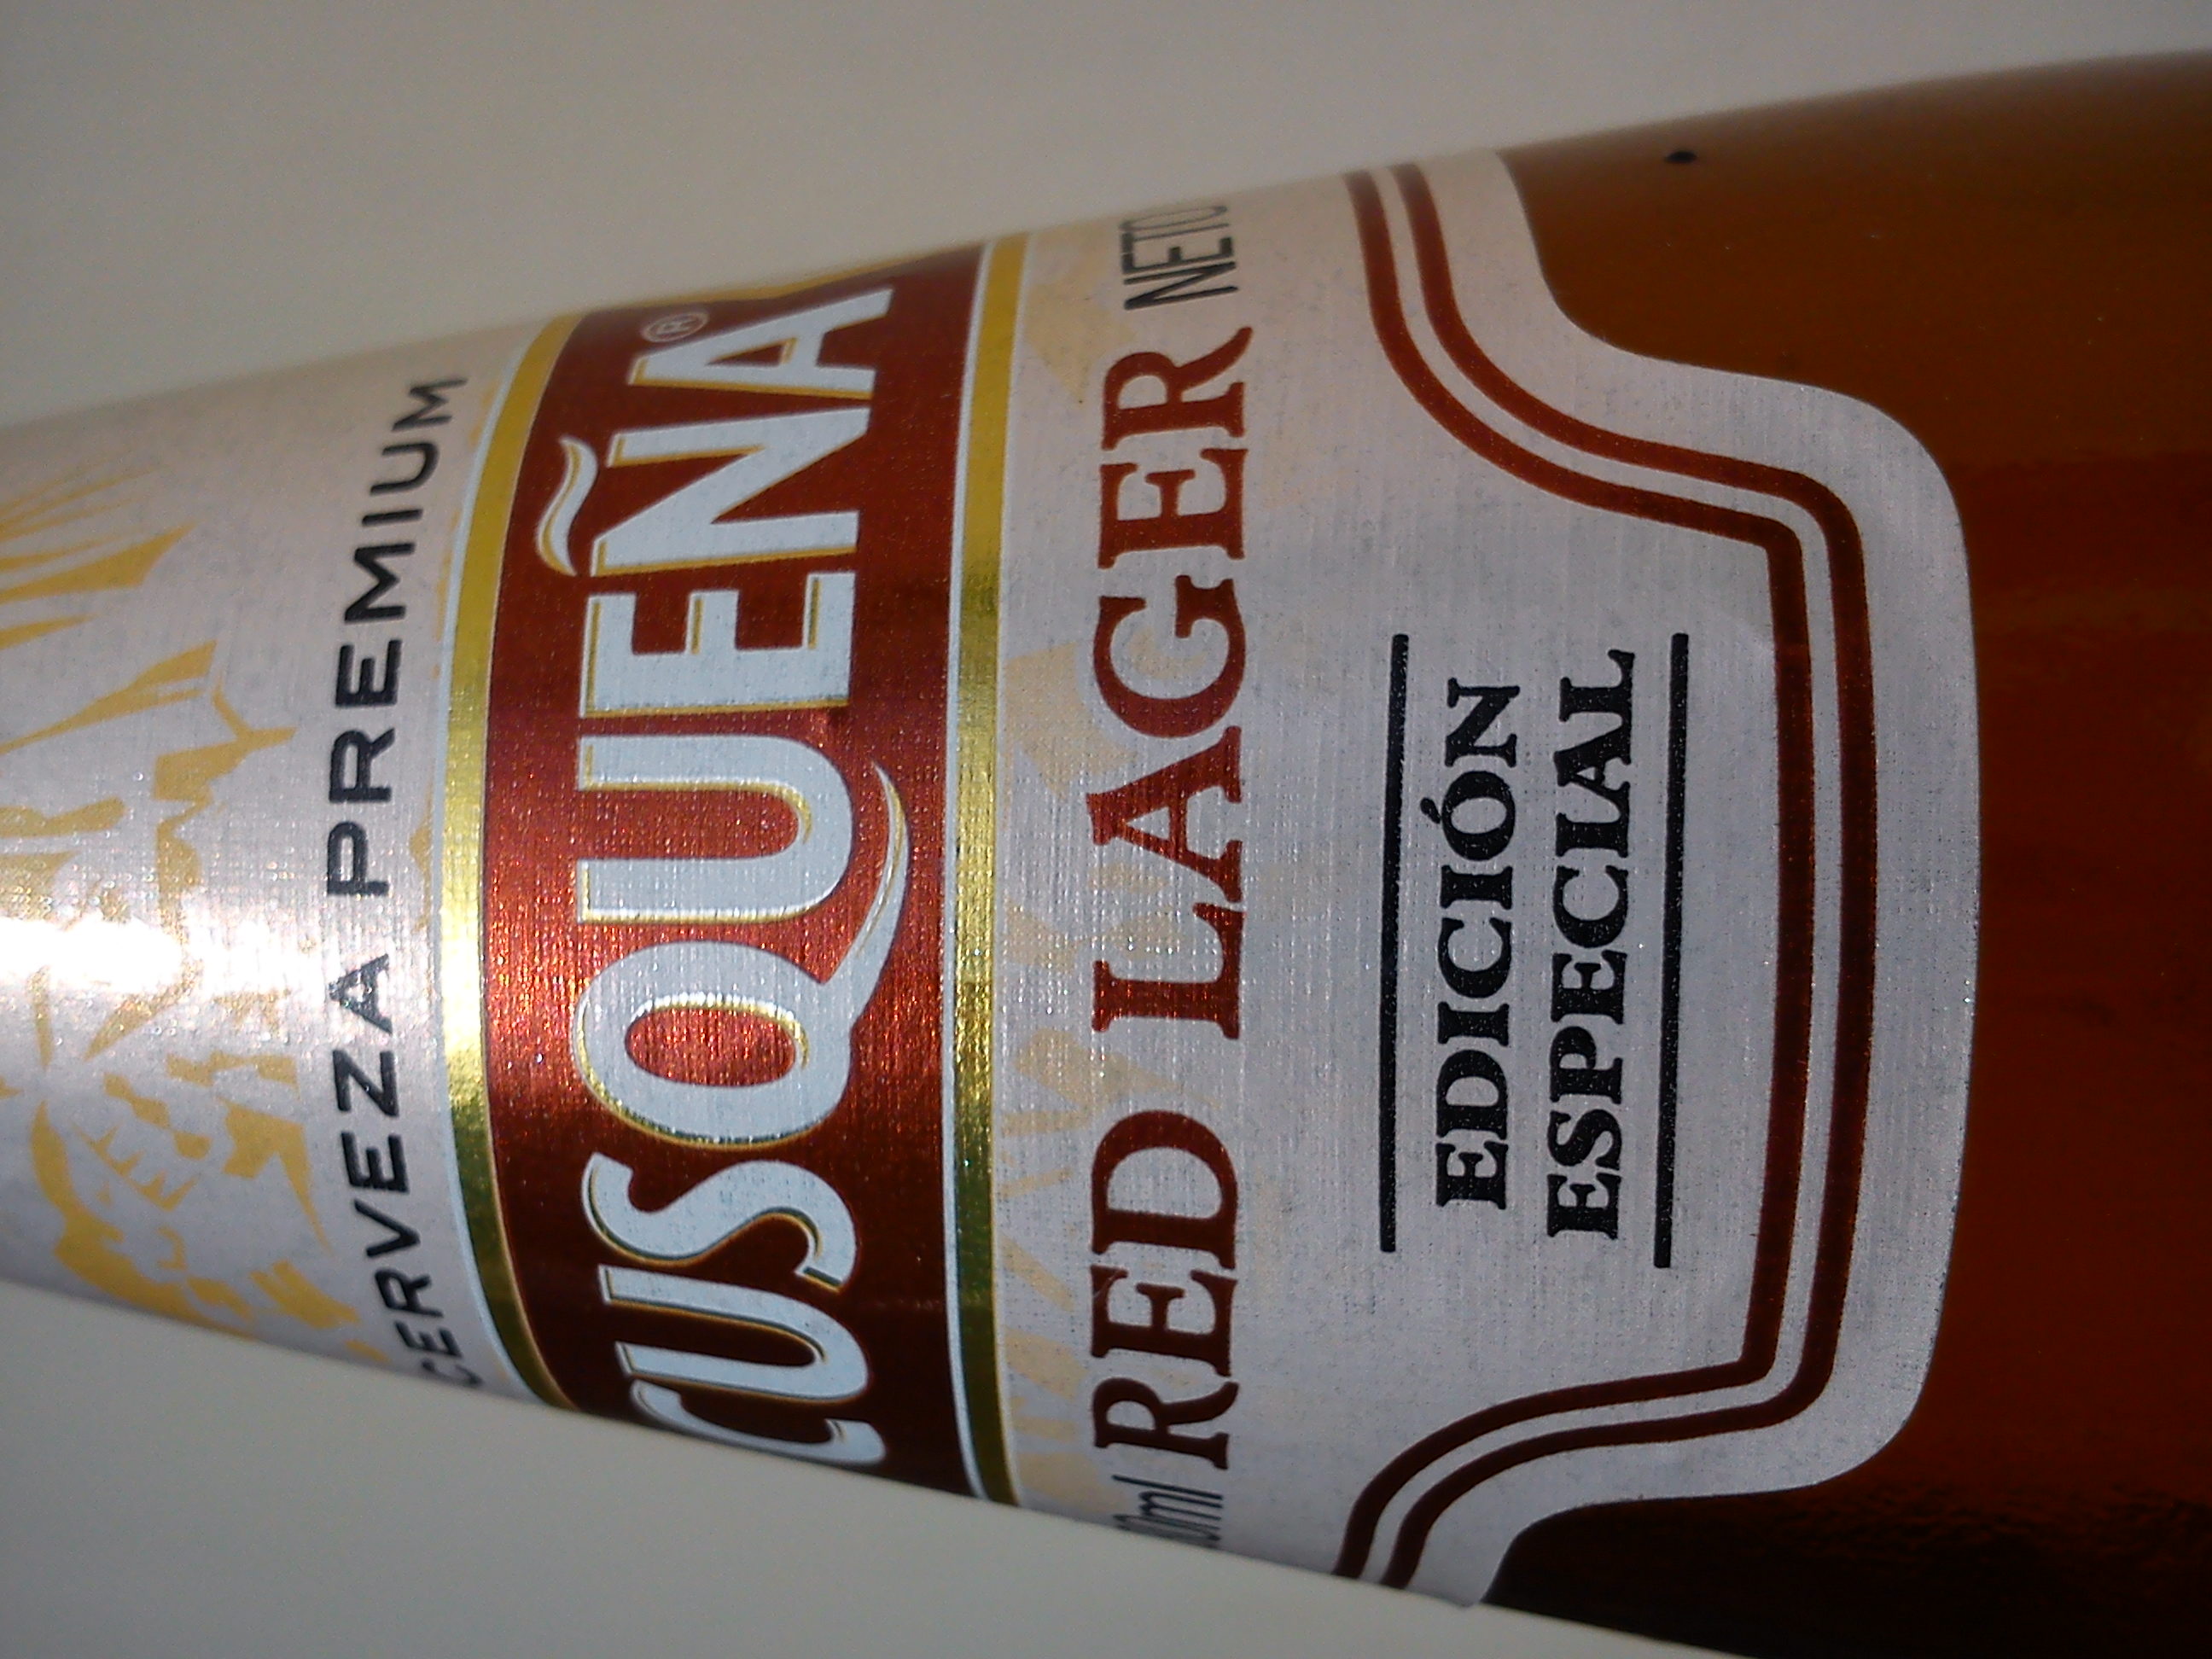 CERVEZA PREMIUM
CUSQUEÑA®
RED LAGER NETO
EDICIÓN
ESPECIAL